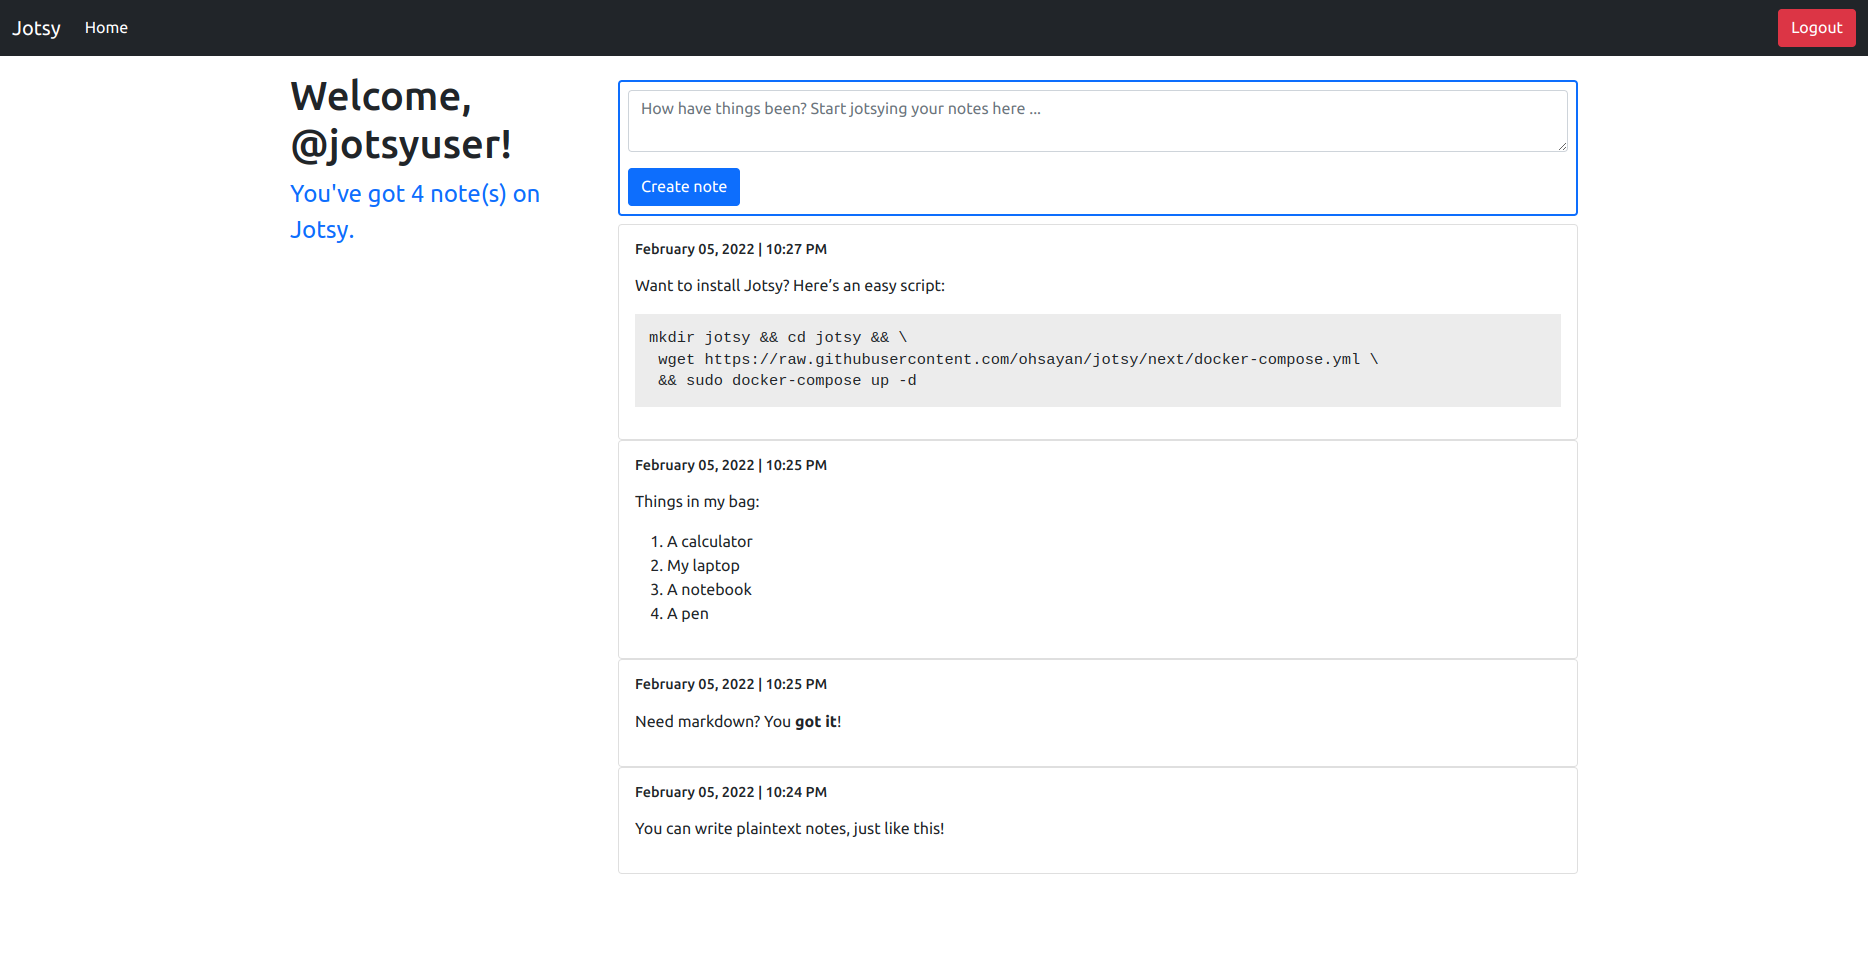 Jotsy Home Logout
Welcome,
@jotsyuser!
You've got 4 note(s) on
Jotsy.
How have things been? Start jotsying your notes here ...
Create note
February 05, 2022 | 10:27 PM
Want to install Jotsy? Here’s an easy script:
mkdir jotsy && cd jotsy && \
 wget https://raw.githubusercontent.com/ohsayan/jotsy/next/docker-compose.yml \
 && sudo docker-compose up -d
February 05, 2022 | 10:25 PM
Things in my bag:
1. A calculator
2. My laptop
3. A notebook
4. A pen
February 05, 2022 | 10:25 PM
Need markdown? You got it!
February 05, 2022 | 10:24 PM
You can write plaintext notes, just like this!